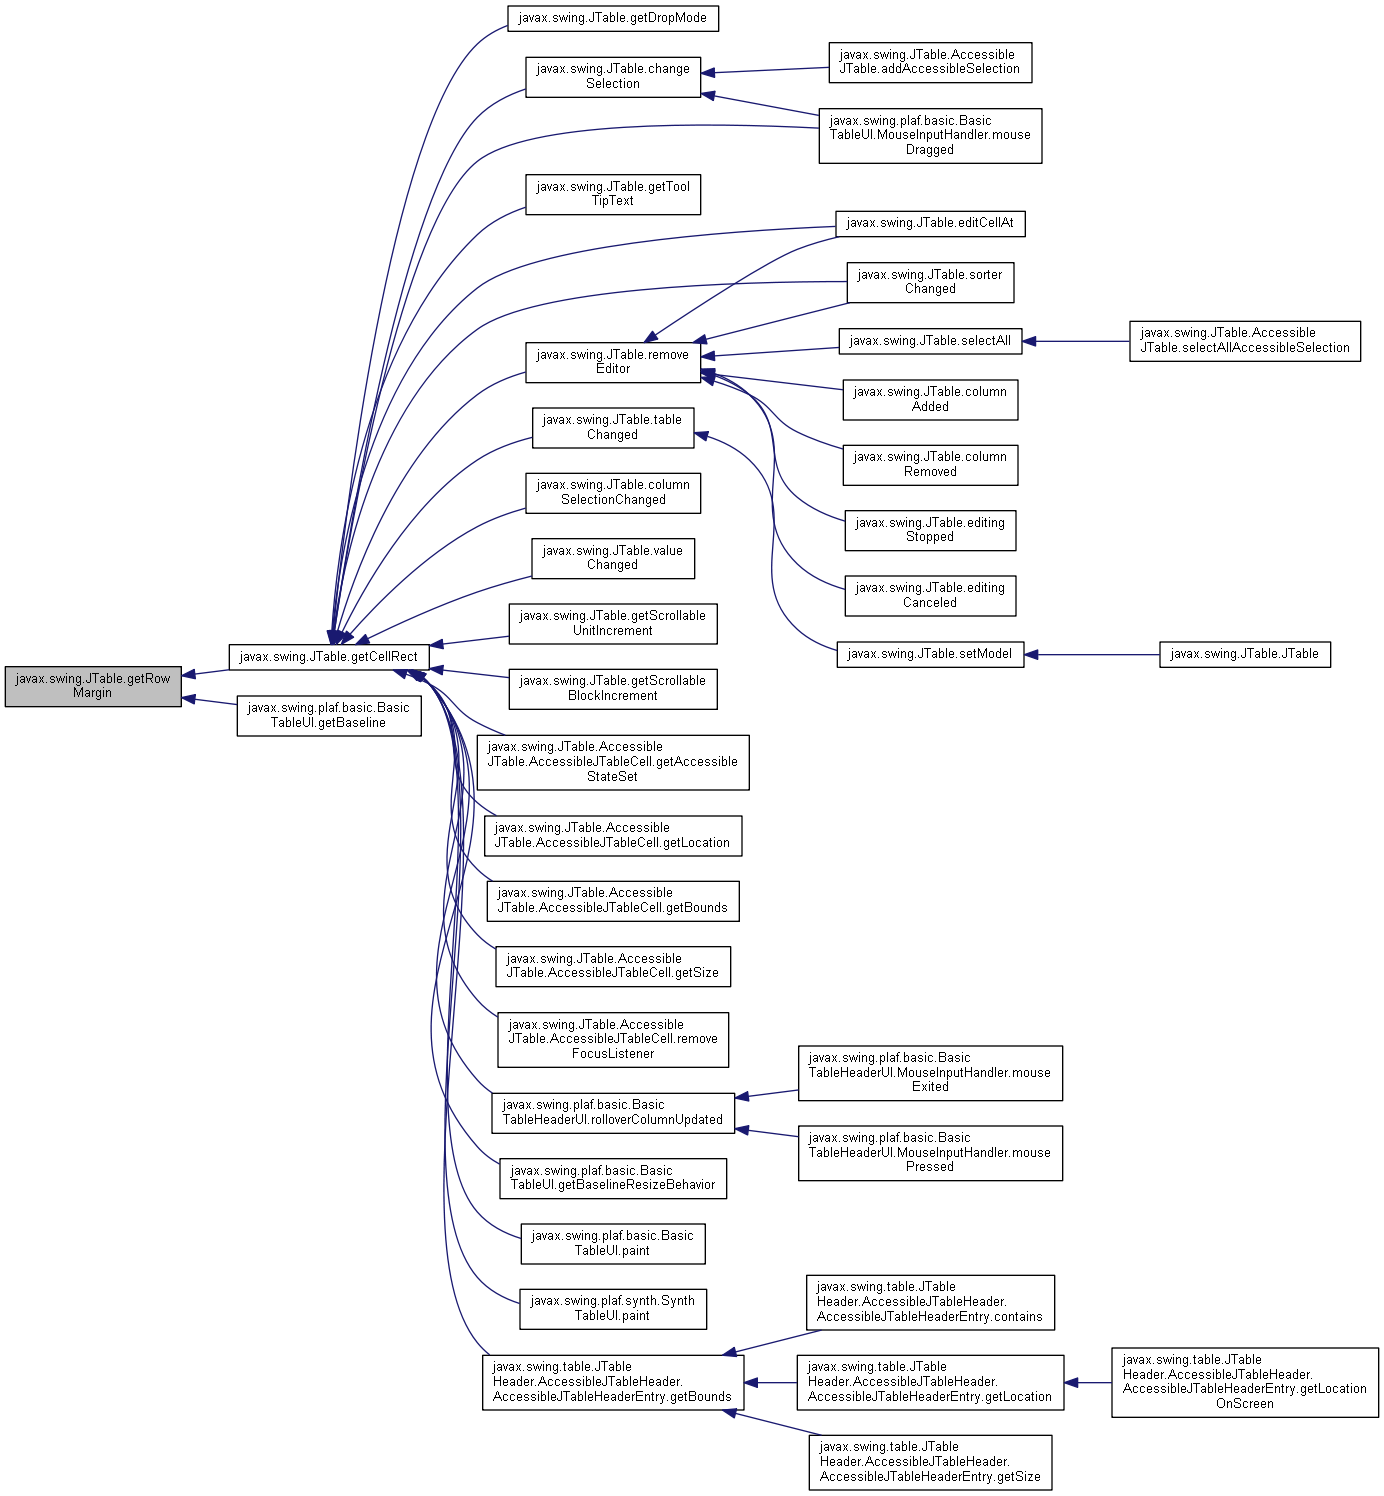 javax.swing.JTable.getRow
Margin
javax.swing.JTable.getCellRect
javax.swing.plaf.basic.Basic
TableUI.getBaseline
javax.swing.JTable.getDropMode
javax.swing.JTable.change
Selection
javax.swing.JTable.getTool
TipText
javax.swing.JTable.remove
Editor
javax.swing.JTable.table
Changed
javax.swing.JTable.column
SelectionChanged
javax.swing.JTable.value
Changed
javax.swing.JTable.getScrollable
UnitIncrement
javax.swing.JTable.getScrollable
BlockIncrement
javax.swing.JTable.Accessible
JTable.AccessibleJTableCell.getAccessible
StateSet
javax.swing.JTable.Accessible
JTable.AccessibleJTableCell.getLocation
javax.swing.JTable.Accessible
JTable.AccessibleJTableCell.getBounds
javax.swing.JTable.Accessible
JTable.AccessibleJTableCell.getSize
javax.swing.JTable.Accessible
JTable.AccessibleJTableCell.remove
FocusListener
javax.swing.plaf.basic.Basic
TableHeaderUI.rolloverColumnUpdated
javax.swing.plaf.basic.Basic
TableUI.getBaselineResizeBehavior
javax.swing.plaf.basic.Basic
TableUI.paint
javax.swing.plaf.synth.Synth
TableUI.paint
javax.swing.table.JTable
Header.AccessibleJTableHeader.
AccessibleJTableHeaderEntry.getBounds
javax.swing.JTable.Accessible
JTable.addAccessibleSelection
javax.swing.plaf.basic.Basic
TableUI.MouseInputHandler.mouse
Dragged
javax.swing.JTable.editCellAt
javax.swing.JTable.sorter
Changed
javax.swing.JTable.selectAll
javax.swing.JTable.column
Added
javax.swing.JTable.column
Removed
javax.swing.JTable.editing
Stopped
javax.swing.JTable.editing
Canceled
javax.swing.JTable.setModel
javax.swing.plaf.basic.Basic
TableHeaderUI.MouseInputHandler.mouse
Exited
javax.swing.plaf.basic.Basic
TableHeaderUI.MouseInputHandler.mouse
Pressed
javax.swing.table.JTable
Header.AccessibleJTableHeader.
AccessibleJTableHeaderEntry.contains
javax.swing.table.JTable
Header.AccessibleJTableHeader.
AccessibleJTableHeaderEntry.getLocation
javax.swing.table.JTable
Header.AccessibleJTableHeader.
AccessibleJTableHeaderEntry.getSize
javax.swing.JTable.Accessible
JTable.selectAllAccessibleSelection
javax.swing.JTable.JTable
javax.swing.table.JTable
Header.AccessibleJTableHeader.
AccessibleJTableHeaderEntry.getLocation
OnScreen